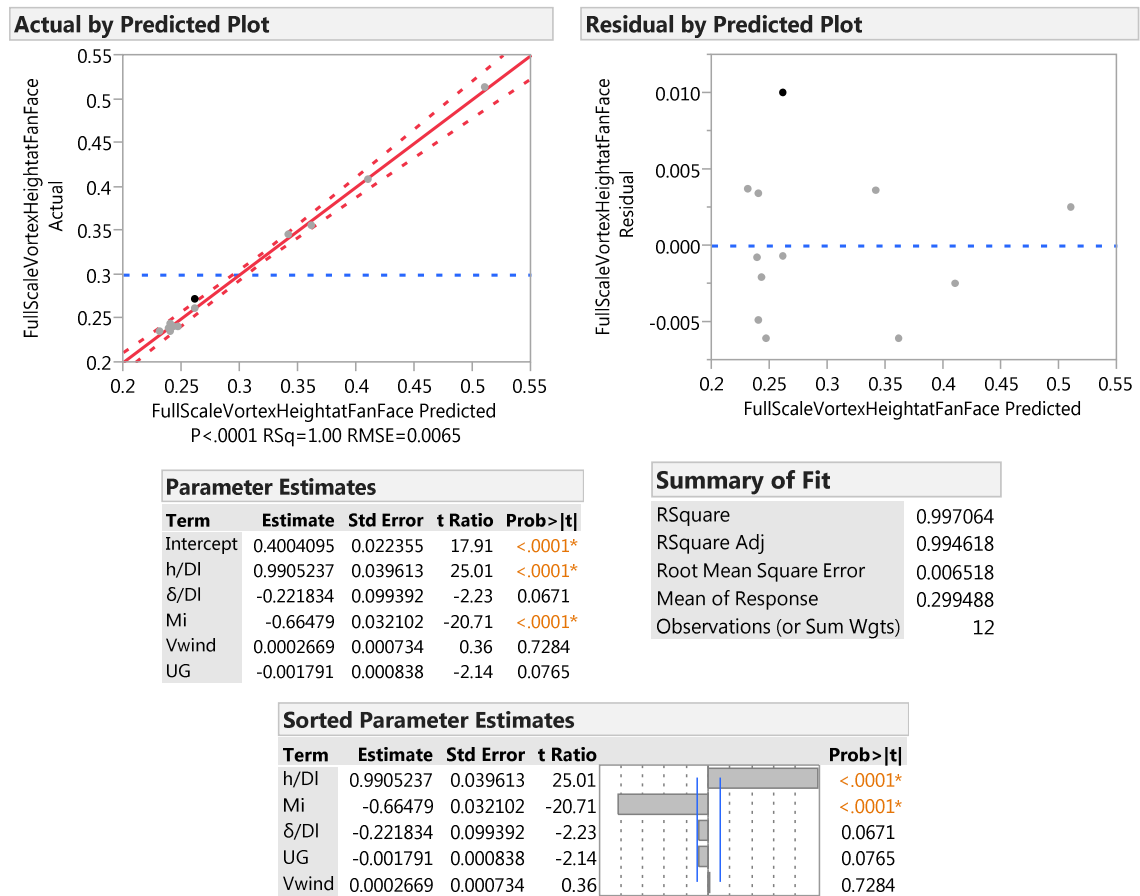 Actual by Predicted Plot
FullScaleVortexHeightatFanFace
Actual
0.55
0.5
0.45
0.4
0.35
0.3
0.25
0.2
0.2 0.25 0.3 0.35 0.4 0.45 0.5 0.55
FullScaleVortexHeightatFanFace Predicted
P<.0001 RSq=1.00 RMSE=0.0065
Residual by Predicted Plot
FullScaleVortexHeightatFanFace
Residual
0.010
0.005
0.000
-0.005
0.2 0.25 0.3 0.35 0.4 0.45 0.5 0.55
FullScaleVortexHeightatFanFace Predicted
Parameter Estimates
Term Estimate Std Error t Ratio Prob>|t|
Intercept 0.4004095 0.022355 17.91 <.0001*
h/Dl 0.9905237 0.039613 25.01 <.0001*
δ/Dl -0.221834 0.099392 -2.23 0.0671
Mi -0.66479 0.032102 -20.71 <.0001*
Vwind 0.0002669 0.000734 0.36 0.7284
UG -0.001791 0.000838 -2.14 0.0765
Summary of Fit
RSquare 0.997064
RSquare Adj 0.994618
Root Mean Square Error 0.006518
Mean of Response 0.299488
Observations (or Sum Wgts) 12
Sorted Parameter Estimates
Term Estimate Std Error t Ratio Prob>|t|
h/Dl 0.9905237 0.039613 25.01 <.0001*
Mi -0.66479 0.032102 -20.71 <.0001*
δ/Dl -0.221834 0.099392 -2.23 0.0671
UG -0.001791 0.000838 -2.14 0.0765
Vwind 0.0002669 0.000734 0.36 0.7284